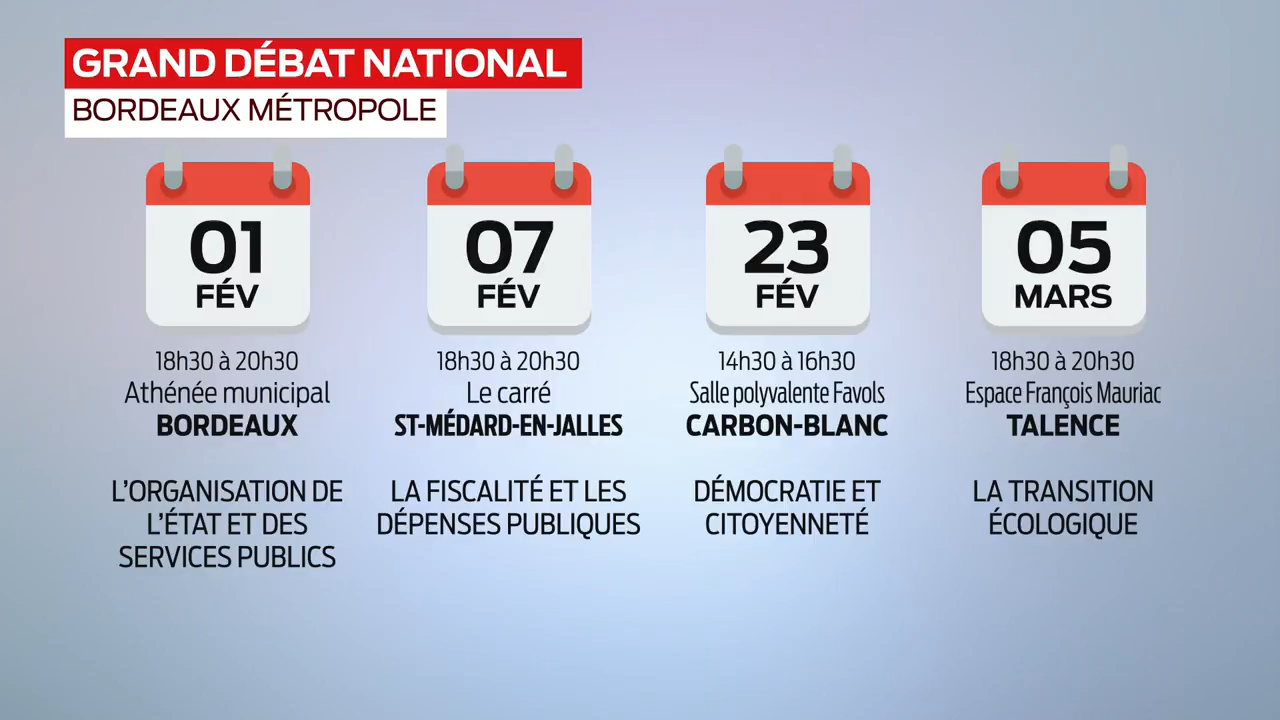 GRAND DÉBAT NATIONAL
BORDEAUX MÉTROPOLE
01
FÉV
18h30 à 20h30
Athénée municipal
BORDEAUX
L'ORGANISATION DE
L'ÉTAT ET DES
SERVICES PUBLICS
07
FÉV
18h30 à 20h30
Le carré
ST-MÉDARD-EN-JALLES
LA FISCALITÉ ET LES
DÉPENSES PUBLIQUES
23
FÉV
14h30 à 16h30
Salle polyvalente Favols
CARBON-BLANC
DÉMOCRATIE ET
CITOYENNETÉ
05
MARS
18h30 à 20h30
Espace François Mauriac
TALENCE
LA TRANSITION
ÉCOLOGIQUE